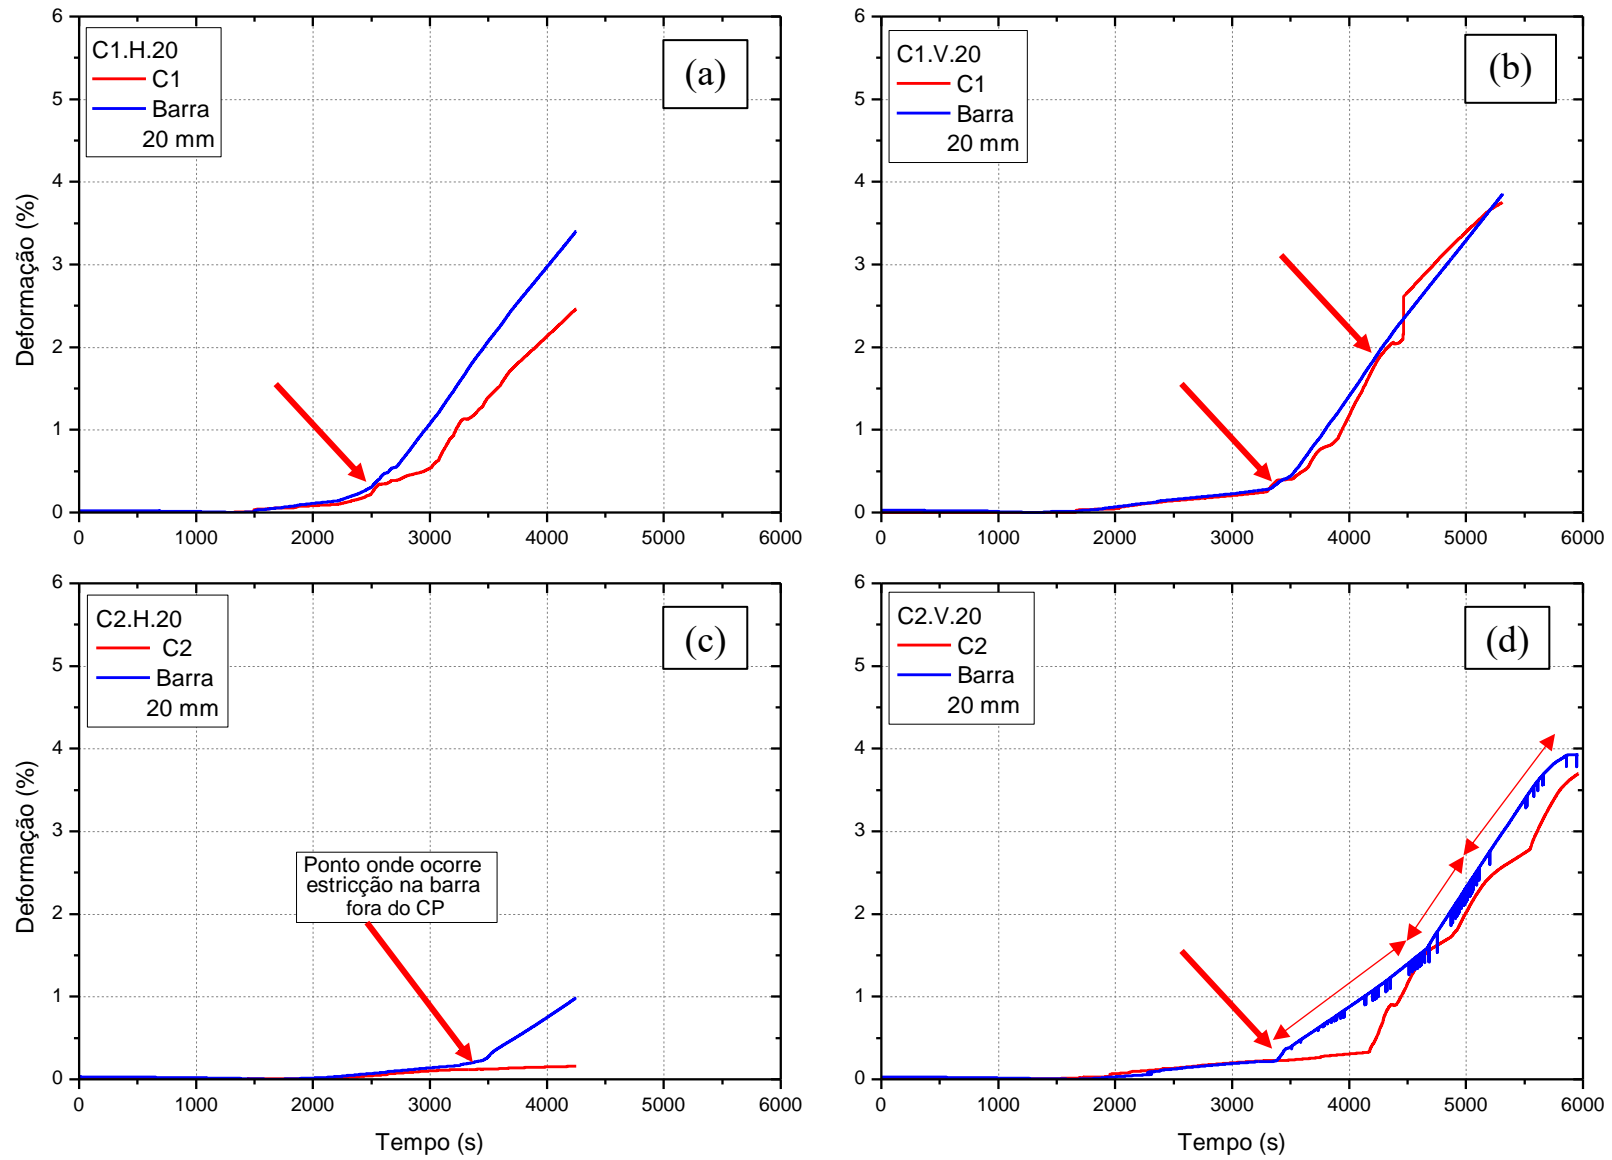 C1.H.20
C1
Barra
20 mm
(a)
6
5
4
3
2
1
0
0 1000 2000 3000 4000 5000 6000
Deformação (%)
C1.V.20
C1
Barra
20 mm
(b)
6
5
4
3
2
1
0
0 1000 2000 3000 4000 5000 6000
C2.H.20
C2
Barra
20 mm
(c)
Ponto onde ocorre
estricção na barra
fora do CP
6
5
4
3
2
1
0
0 1000 2000 3000 4000 5000 6000
Deformação (%)
Tempo (s)
C2.V.20
C2
Barra
20 mm
(d)
6
5
4
3
2
1
0
0 1000 2000 3000 4000 5000 6000
Tempo (s)